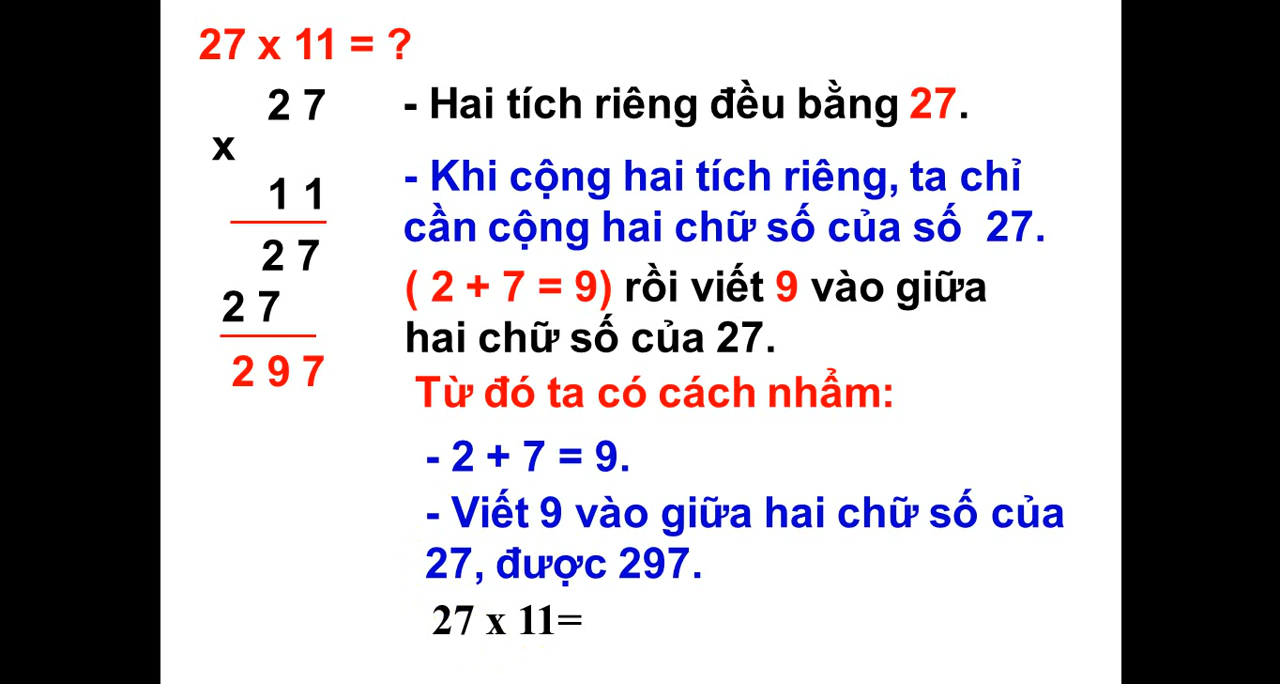 27 x 11 = ?
2 7
x
1 1
2 7
2 7
2 9 7
- Hai tích riêng đều bằng 27.
- Khi cộng hai tích riêng, ta chỉ
cần cộng hai chữ số của số 27.
( 2 + 7 = 9) rồi viết 9 vào giữa
hai chữ số của 27.
Từ đó ta có cách nhẩm:
- 2 + 7 = 9.
- Viết 9 vào giữa hai chữ số của
27, được 297.
27 x 11=